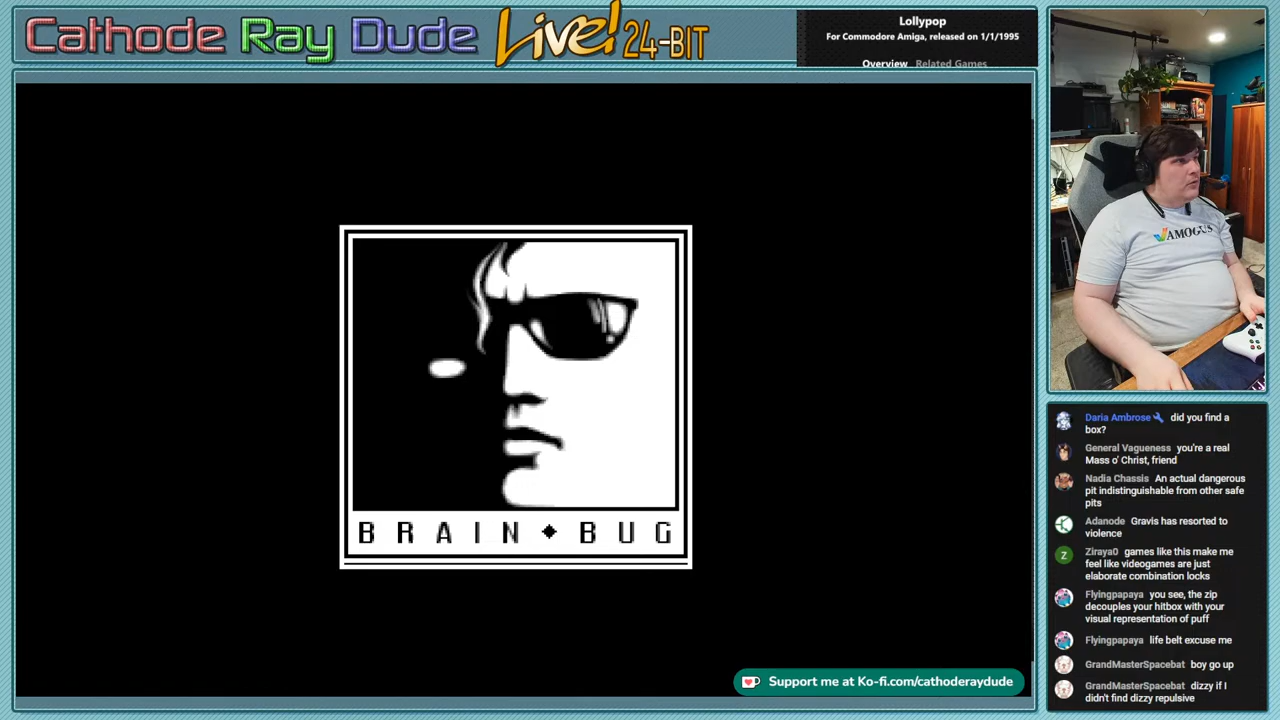 Cathode Ray Dude Live! 24-BIT
Lollypop
For Commodore Amiga, released on 1/1/1995
Overview Related Games
VAMOGUS
BRAIN◆BUG
Support me at Ko-fi.com/cathoderaydude
Daria Ambrose did you find a
box?
General Vagueness you're a real
Mass o' Christ, friend
Nadia Chassis An actual dangerous
pit indistinguishable from other safe
pits
Adanode Gravis has resorted to
violence
Z
Ziraya0 games like this make me
feel like videogames are just
elaborate combination locks
Flyingpapaya you see, the zip
decouples your hitbox with your
visual representation of puff
Flyingpapaya life belt excuse me
GrandMasterSpacebat boy go up
GrandMasterSpacebat dizzy if I
didn't find dizzy repulsive